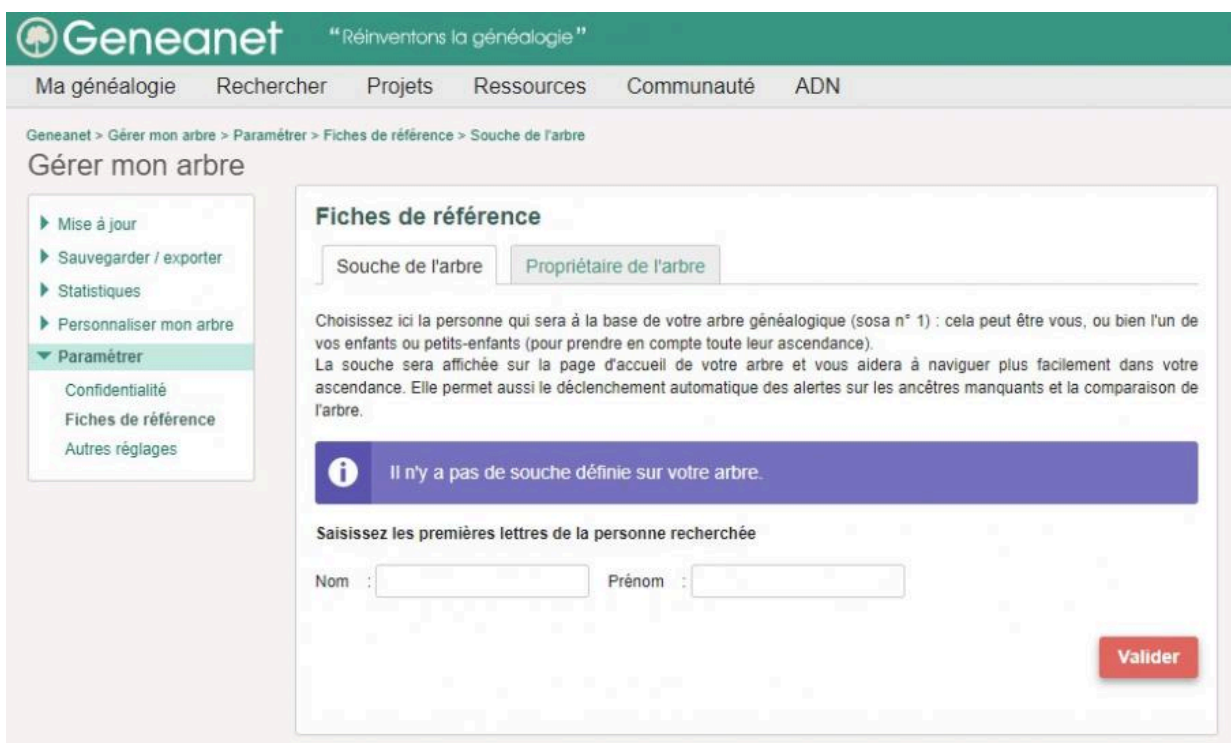 Geneanet
“Réinventons la généalogie”
Ma généalogie Rechercher Projets Ressources Communauté ADN
Geneanet > Gérer mon arbre > Paramétrer > Fiches de référence > Souche de l'arbre
Gérer mon arbre
Mise à jour
Sauvegarder / exporter
Statistiques
Personnaliser mon arbre
Paramétrer
Confidentialité
Fiches de référence
Autres réglages
Fiches de référence
Souche de l'arbre Propriétaire de l'arbre
Choisissez ici la personne qui sera à la base de votre arbre généalogique (sosa n° 1) : cela peut être vous, ou bien l'un de
vos enfants ou petits-enfants (pour prendre en compte toute leur ascendance).
La souche sera affichée sur la page d'accueil de votre arbre et vous aidera à naviguer plus facilement dans votre
ascendance. Elle permet aussi le déclenchement automatique des alertes sur les ancêtres manquants et la comparaison de
l'arbre.
Il n'y a pas de souche définie sur votre arbre.
Saisissez les premières lettres de la personne recherchée
Nom : Prénom :
Valider